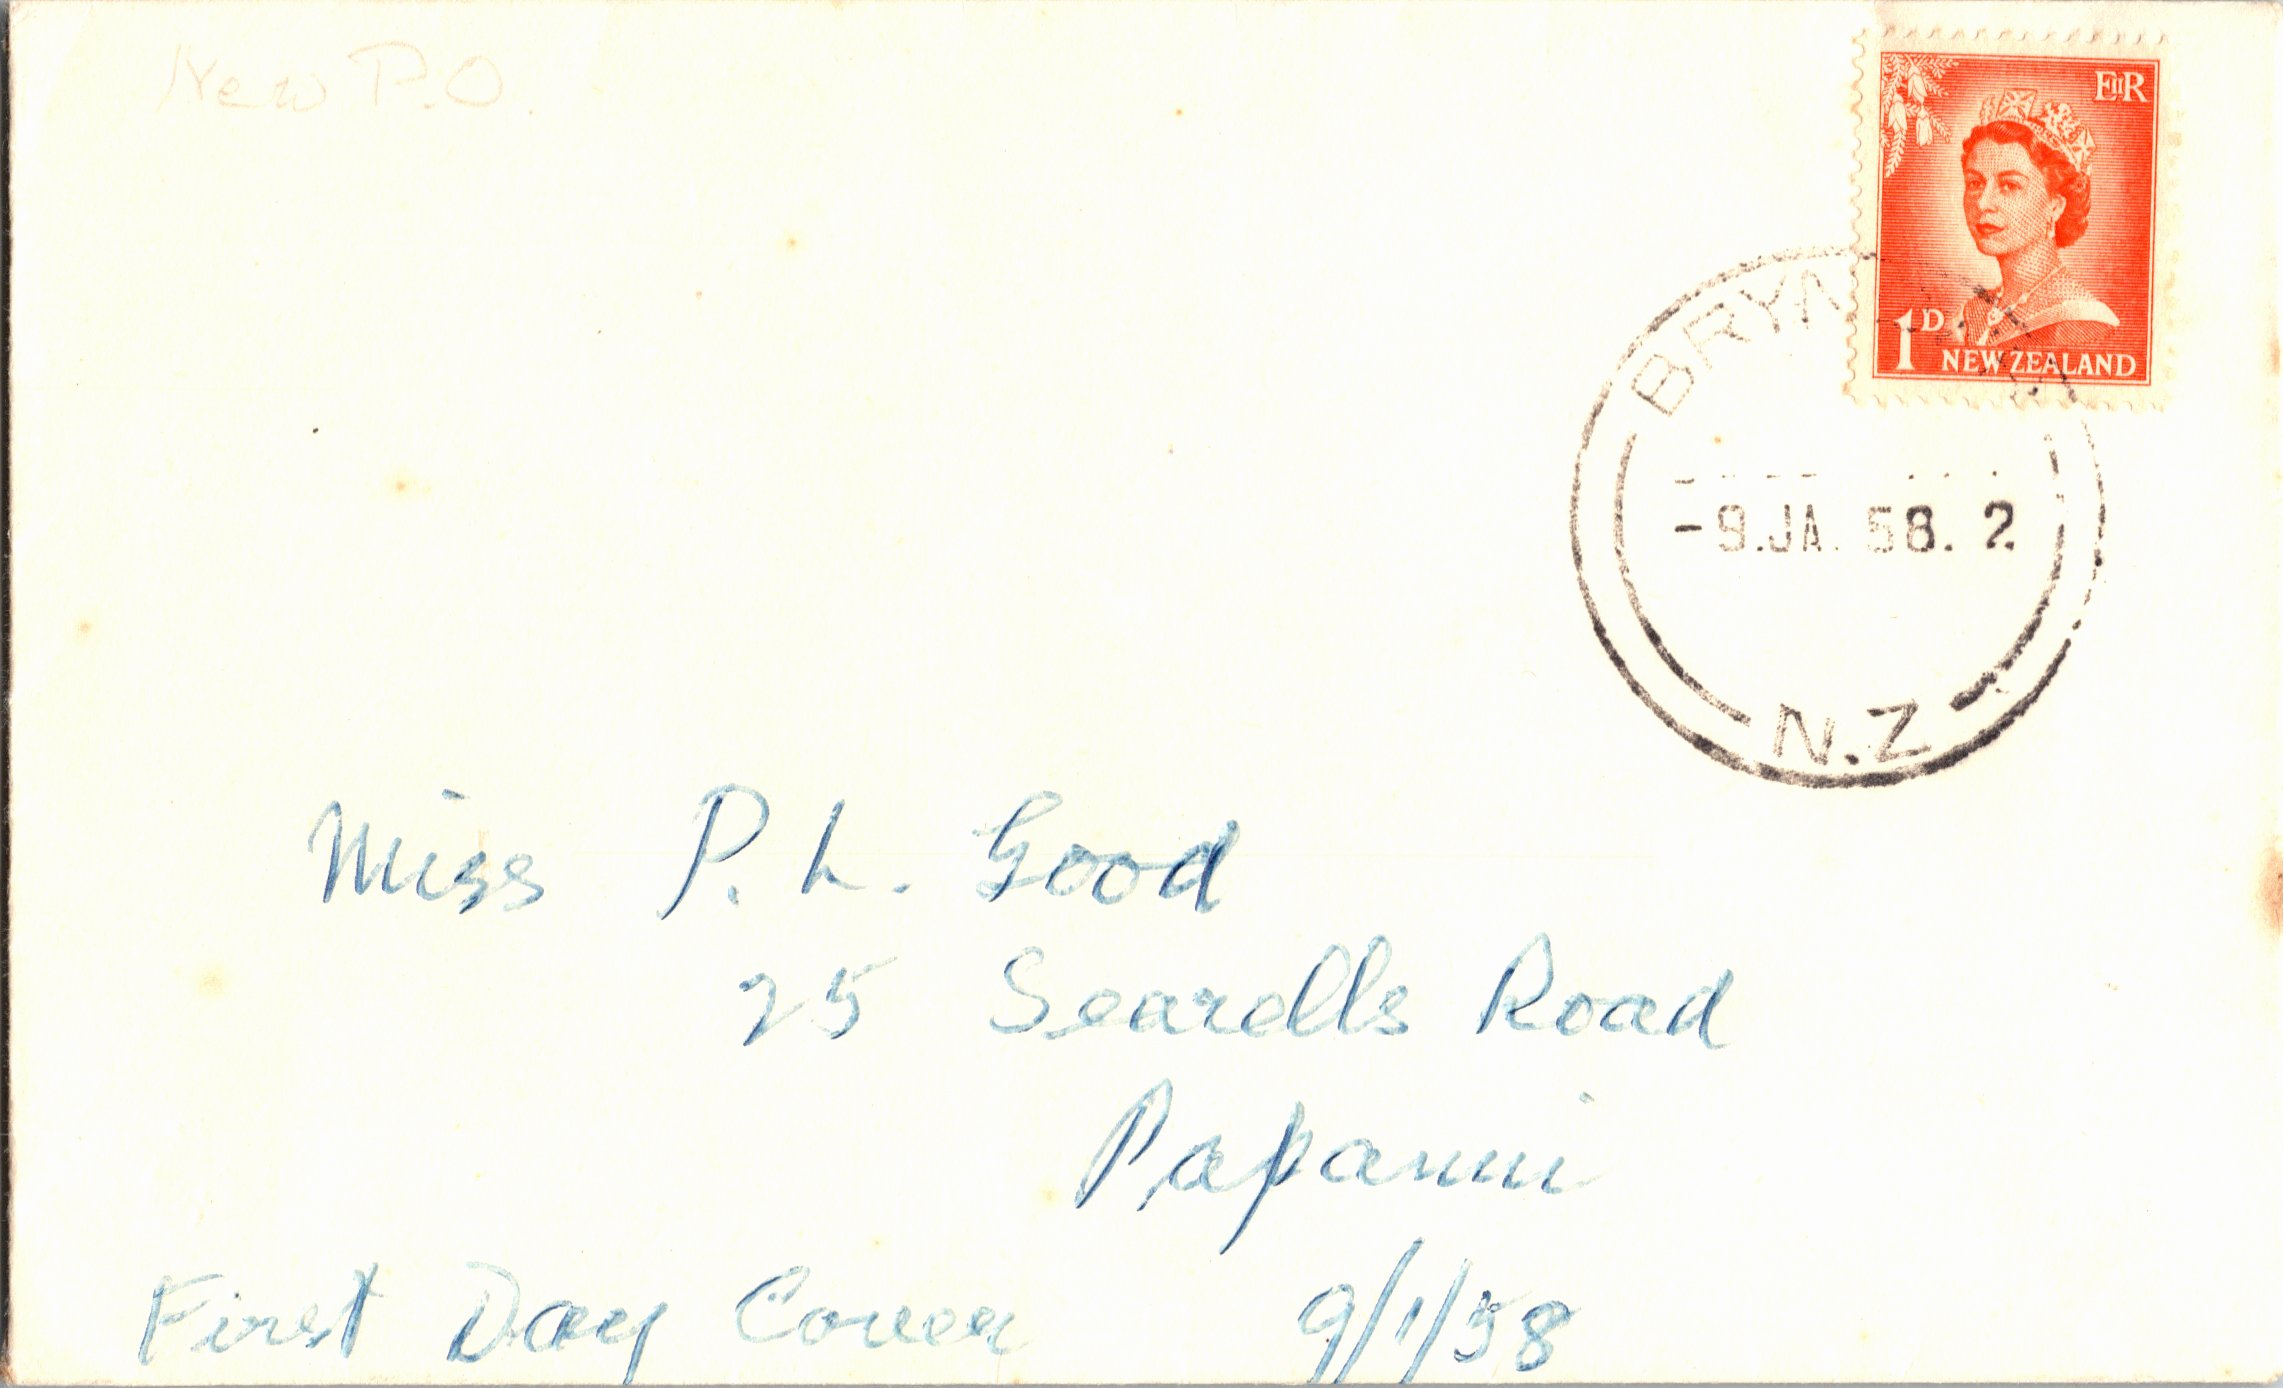 New P.O.
EIIR
1D
NEW ZEALAND
-9.JA. 58. 2
N.Z
Miss P. L. Good
25 Searells Road
Papanui
First Day Cover 9/1/58